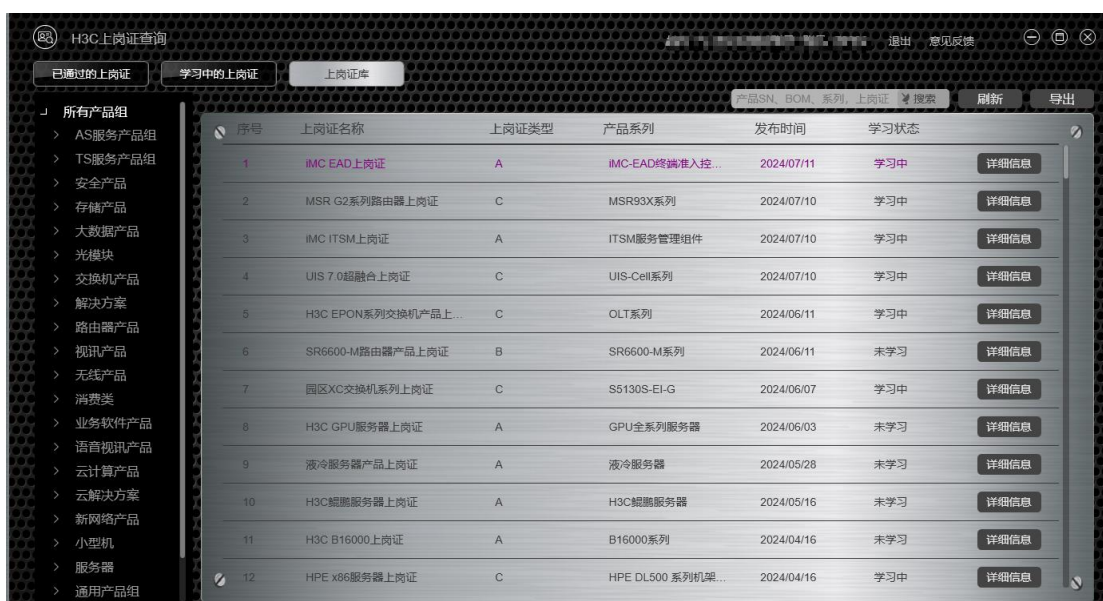 H3C上岗证查询
退出 意见反馈
已通过的上岗证 学习中的上岗证 上岗证库
产品SN、BOM、系列、上岗证 搜索 刷新 导出
所有产品组
AS服务产品组
TS服务产品组
安全产品
存储产品
大数据产品
光模块
交换机产品
解决方案
路由器产品
视讯产品
无线产品
消费类
业务软件产品
语音视讯产品
云计算产品
云解决方案
新网络产品
小型机
服务器
通用产品组
序号 上岗证名称 上岗证类型 产品系列 发布时间 学习状态
1 iMC EAD上岗证 A iMC-EAD终端准入控... 2024/07/11 学习中 详细信息
2 MSR G2系列路由器上岗证 C MSR93X系列 2024/07/10 学习中 详细信息
3 iMC ITSM上岗证 A ITSM服务管理组件 2024/07/10 学习中 详细信息
4 UIS 7.0超融合上岗证 C UIS-Cell系列 2024/07/10 学习中 详细信息
5 H3C EPON系列交换机产品上... C OLT系列 2024/06/11 学习中 详细信息
6 SR6600-M路由器产品上岗证 B SR6600-M系列 2024/06/11 未学习 详细信息
7 园区XC交换机系列上岗证 C S5130S-EI-G 2024/06/07 学习中 详细信息
8 H3C GPU服务器上岗证 A GPU全系列服务器 2024/06/03 未学习 详细信息
9 液冷服务器产品上岗证 A 液冷服务器 2024/05/28 未学习 详细信息
10 H3C鲲鹏服务器上岗证 A H3C鲲鹏服务器 2024/05/16 未学习 详细信息
11 H3C B16000上岗证 A B16000系列 2024/04/16 未学习 详细信息
12 HPE x86服务器上岗证 C HPE DL500 系列机架... 2024/04/16 学习中 详细信息